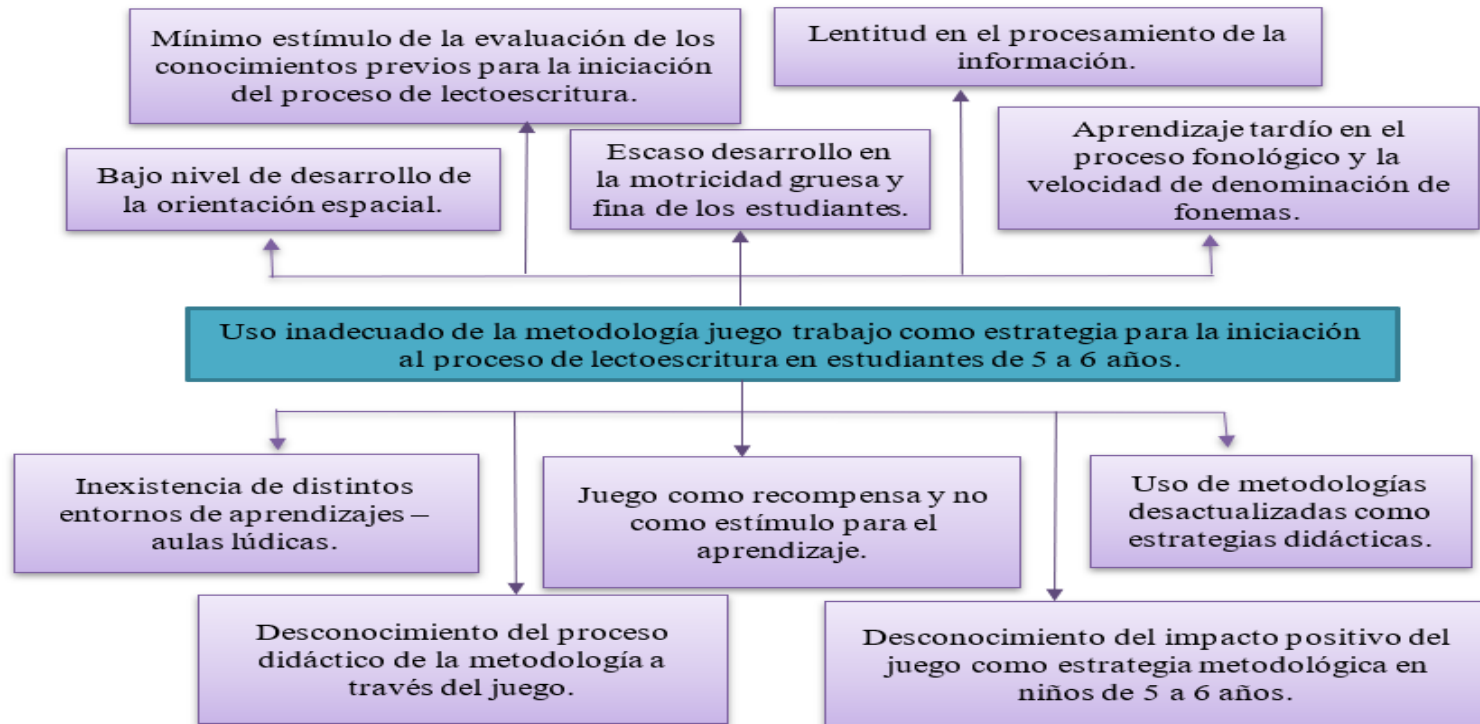 Mínimo estímulo de la evaluación de los
conocimientos previos para la iniciación
del proceso de lectoescritura.
Lentitud en el procesamiento de la
información.
Bajo nivel de desarrollo de
la orientación espacial.
Escaso desarrollo en
la motricidad gruesa y
fina de los estudiantes.
Aprendizaje tardío en el
proceso fonológico y la
velocidad de denominación de
fonemas.
Uso inadecuado de la metodología juego trabajo como estrategia para la iniciación
al proceso de lectoescritura en estudiantes de 5 a 6 años.
Inexistencia de distintos
entornos de aprendizajes –
aulas lúdicas.
Juego como recompensa y no
como estímulo para el
aprendizaje.
Uso de metodologías
desactualizadas como
estrategias didácticas.
Desconocimiento del proceso
didáctico de la metodología a
través del juego.
Desconocimiento del impacto positivo del
juego como estrategia metodológica en
niños de 5 a 6 años.